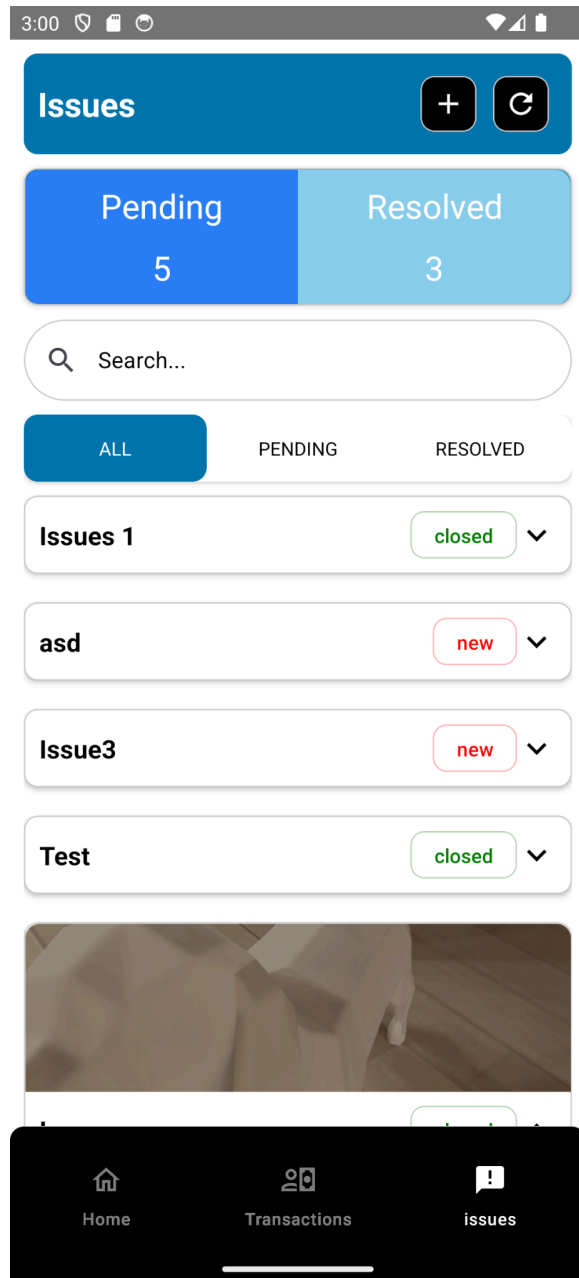 3:00
Issues
Pending Resolved
5 3
Search...
ALL PENDING RESOLVED
Issues 1 closed
asd new
Issue3 new
Test closed
Home Transactions issues